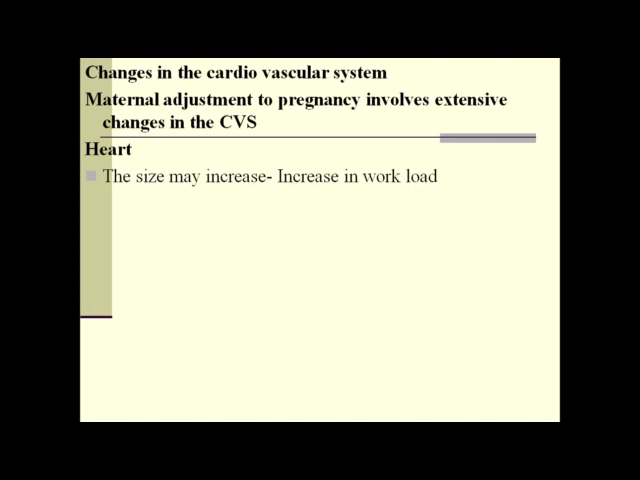 Changes in the cardio vascular system
Maternal adjustment to pregnancy involves extensive
changes in the CVS
Heart
The size may increase- Increase in work load